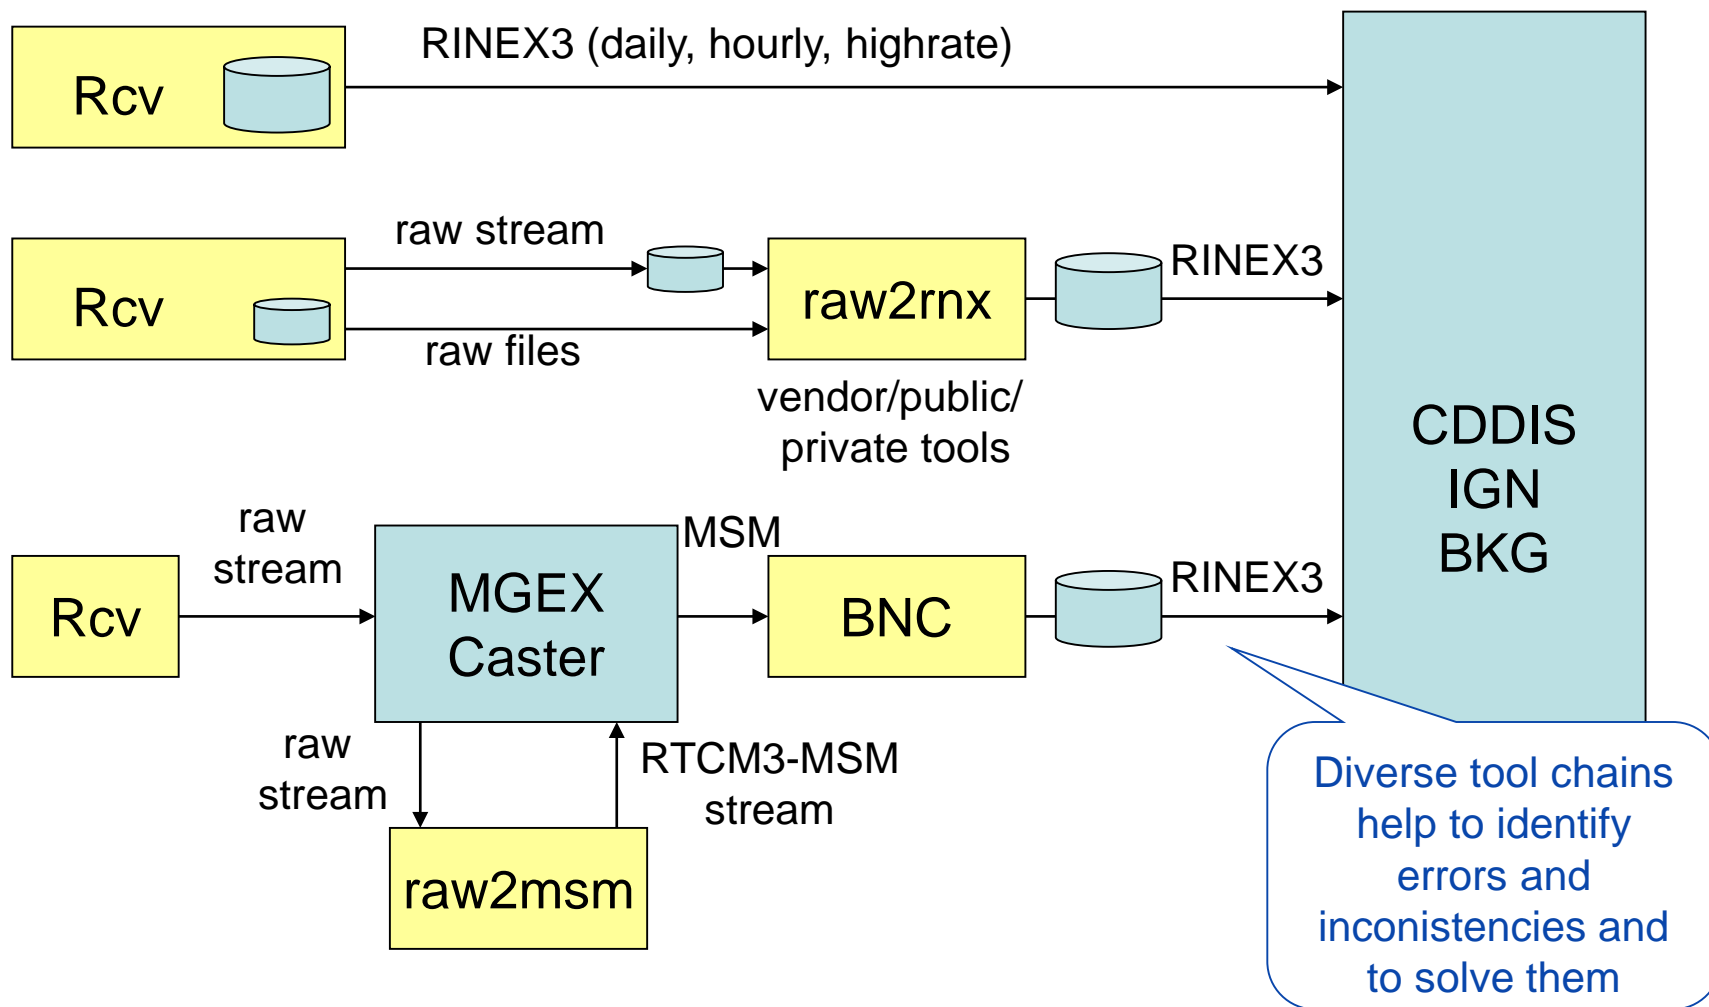 RINEX3 (daily, hourly, highrate)
Rcv
raw stream
Rcv
raw files
raw2rnx
RINEX3
vendor/public/
private tools
CDDIS
IGN
BKG
raw
stream
Rcv
MGEX
Caster
MSM
BNC
RINEX3
raw
stream
RTCM3-MSM
stream
raw2msm
Diverse tool chains
help to identify
errors and
inconistencies and
to solve them